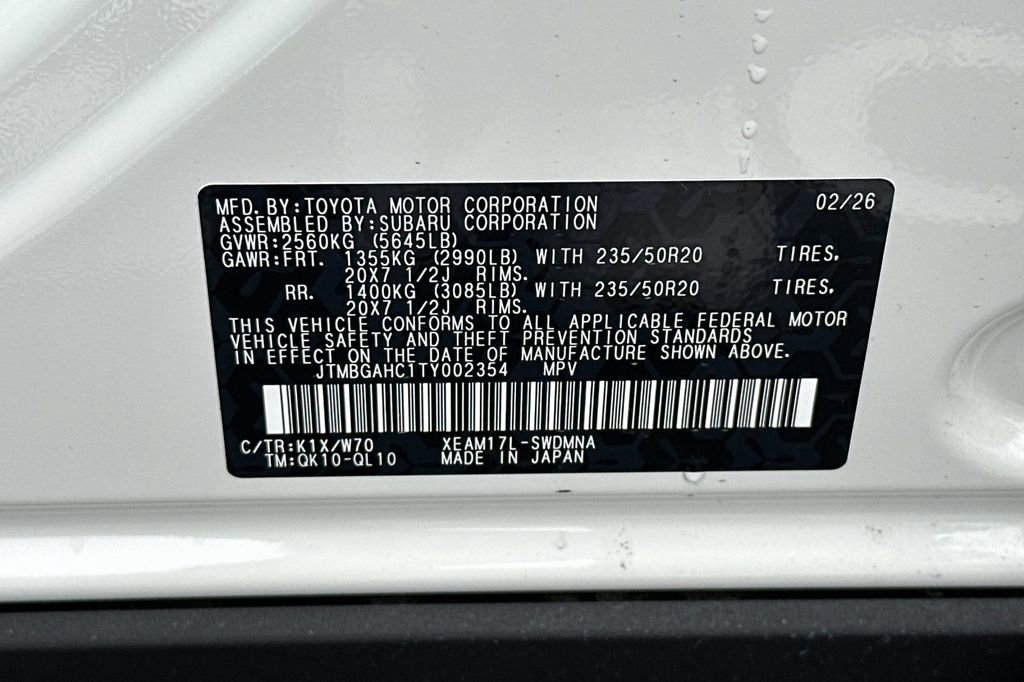 MFD.BY:TOYOTA MOTOR CORPORATION 02/26
ASSEMBLED BY:SUBARU CORPORATION
GVWR:2560KG (5645LB)
GAWR:FRT. 1355KG (2990LB) WITH 235/50R20 TIRES.
20X7 1/2J RIMS.
RR. 1400KG (3085LB) WITH 235/50R20 TIRES.
20X7 1/2J RIMS.
THIS VEHICLE CONFORMS TO ALL APPLICABLE FEDERAL MOTOR
VEHICLE SAFETY AND THEFT PREVENTION STANDARDS
IN EFFECT ON THE DATE OF MANUFACTURE SHOWN ABOVE.
JTMBGAHC1TY002354 MPV
C/TR:K1X/W70 XEAM17L-SWDMNA
TM:QK10-QL10 MADE IN JAPAN